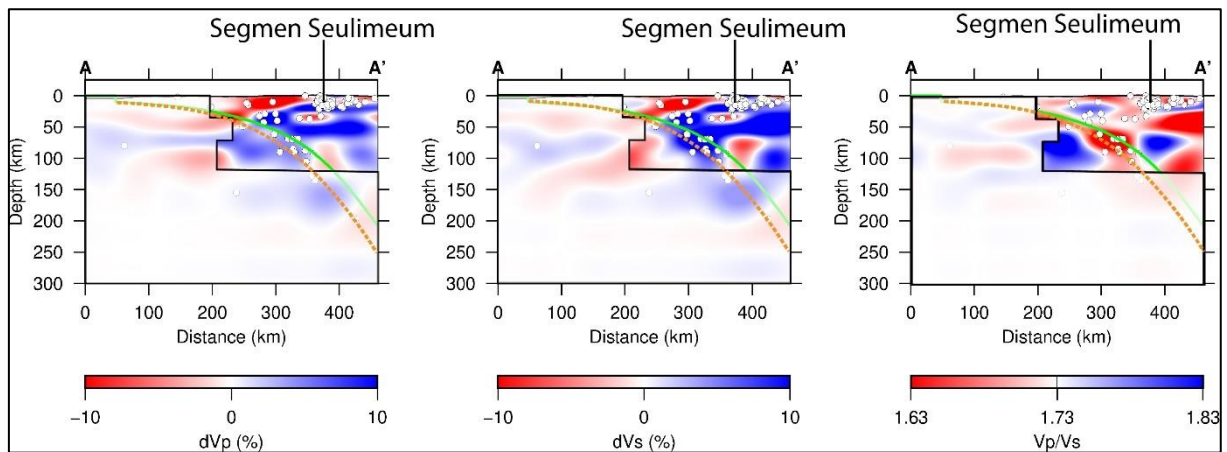 Segmen Seulimeum
A A'
0
50
100
150
200
250
300
Depth (km)
0 100 200 300 400
Distance (km)
−10 0 10
dVp (%)
Segmen Seulimeum
A A'
0
50
100
150
200
250
300
Depth (km)
0 100 200 300 400
Distance (km)
−10 0 10
dVs (%)
Segmen Seulimeum
A A'
0
50
100
150
200
250
300
Depth (km)
0 100 200 300 400
Distance (km)
1.63 1.73 1.83
Vp/Vs